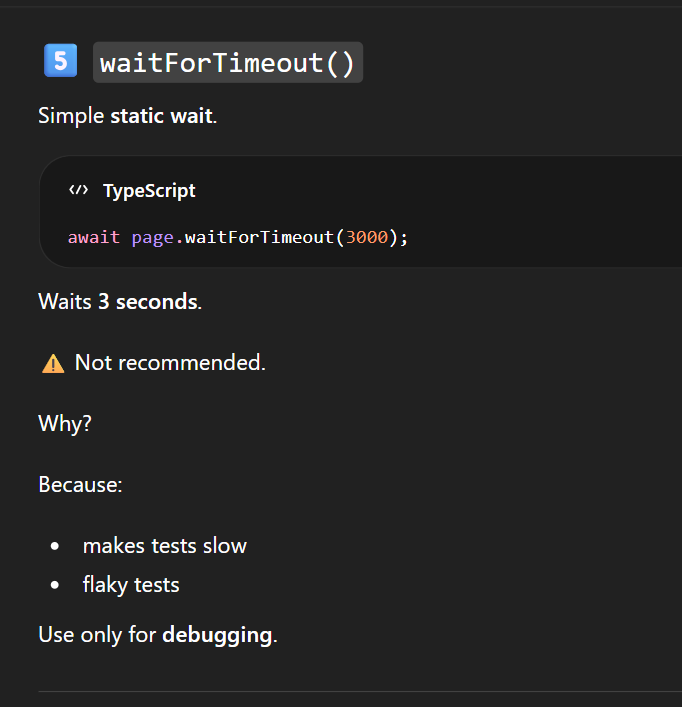 5 waitForTimeout()
Simple static wait.
TypeScript
await page.waitForTimeout(3000);
Waits 3 seconds.
⚠️ Not recommended.
Why?
Because:
• makes tests slow
• flaky tests
Use only for debugging.